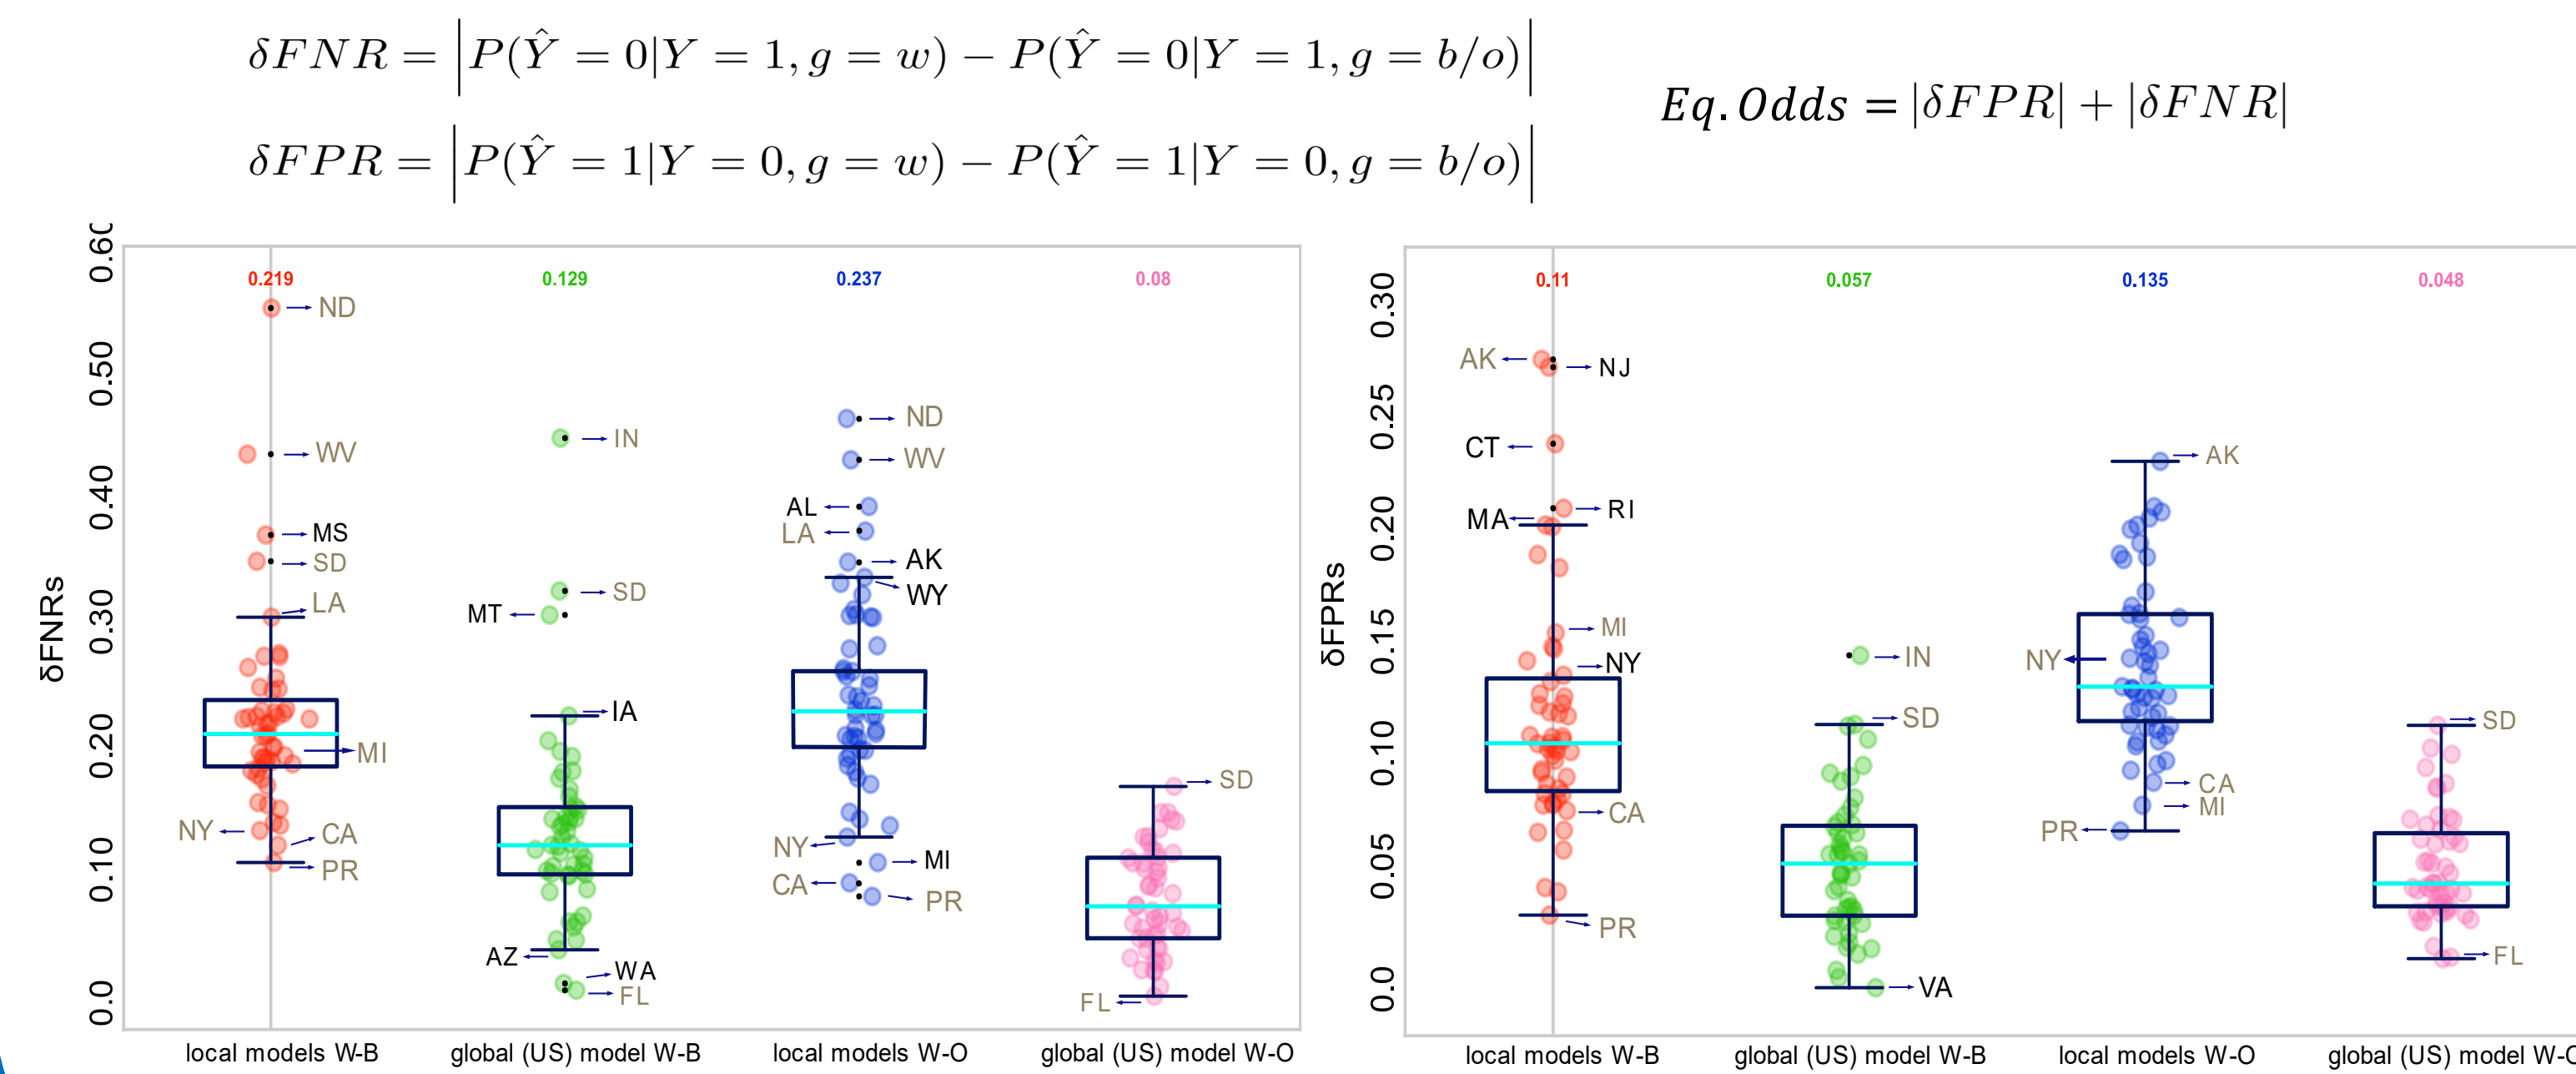 δFNR = |P(Ŷ = 0|Y = 1, g = w) − P(Ŷ = 0|Y = 1, g = b/o)|
δFPR = |P(Ŷ = 1|Y = 0, g = w) − P(Ŷ = 1|Y = 0, g = b/o)|
Eq.Odds = |δFPR| + |δFNR|
δFNRs
0.60
0.50
0.40
0.30
0.20
0.10
0.0
0.219
0.129
0.237
0.08
ND
WV
MS
SD
LA
MI
NY
CA
PR
IN
SD
MT
IA
AZ
WA
FL
ND
WV
AL
LA
AK
WY
NY
MI
CA
PR
SD
FL
local models W-B
global (US) model W-B
local models W-O
global (US) model W-O
δFPRs
0.30
0.25
0.20
0.15
0.10
0.05
0.0
0.11
0.057
0.135
0.048
AK
NJ
CT
RI
MA
MI
NY
CA
PR
IN
SD
VA
AK
NY
CA
MI
PR
SD
FL
local models W-B
global (US) model W-B
local models W-O
global (US) model W-O